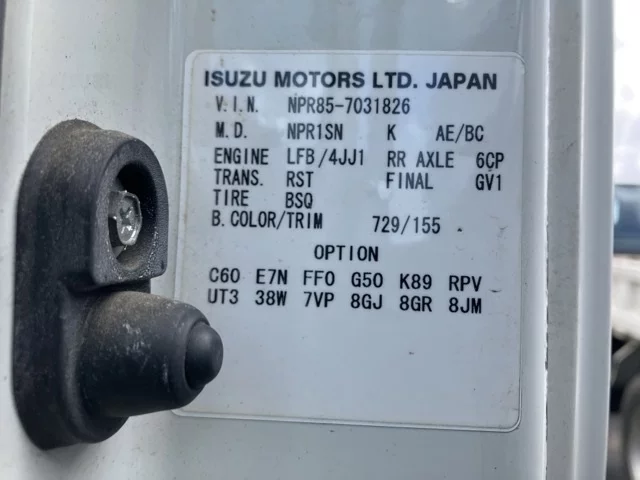 ISUZU MOTORS LTD. JAPAN
V.I.N. NPR85-7031826
M.D. NPR1SN K AE/BC
ENGINE LFB/4JJ1 RR AXLE 6CP
TRANS. RST FINAL GV1
TIRE BSQ
B.COLOR/TRIM 729/155
OPTION
C60 E7N FF0 G50 K89 RPV
UT3 38W 7VP 8GJ 8GR 8JM